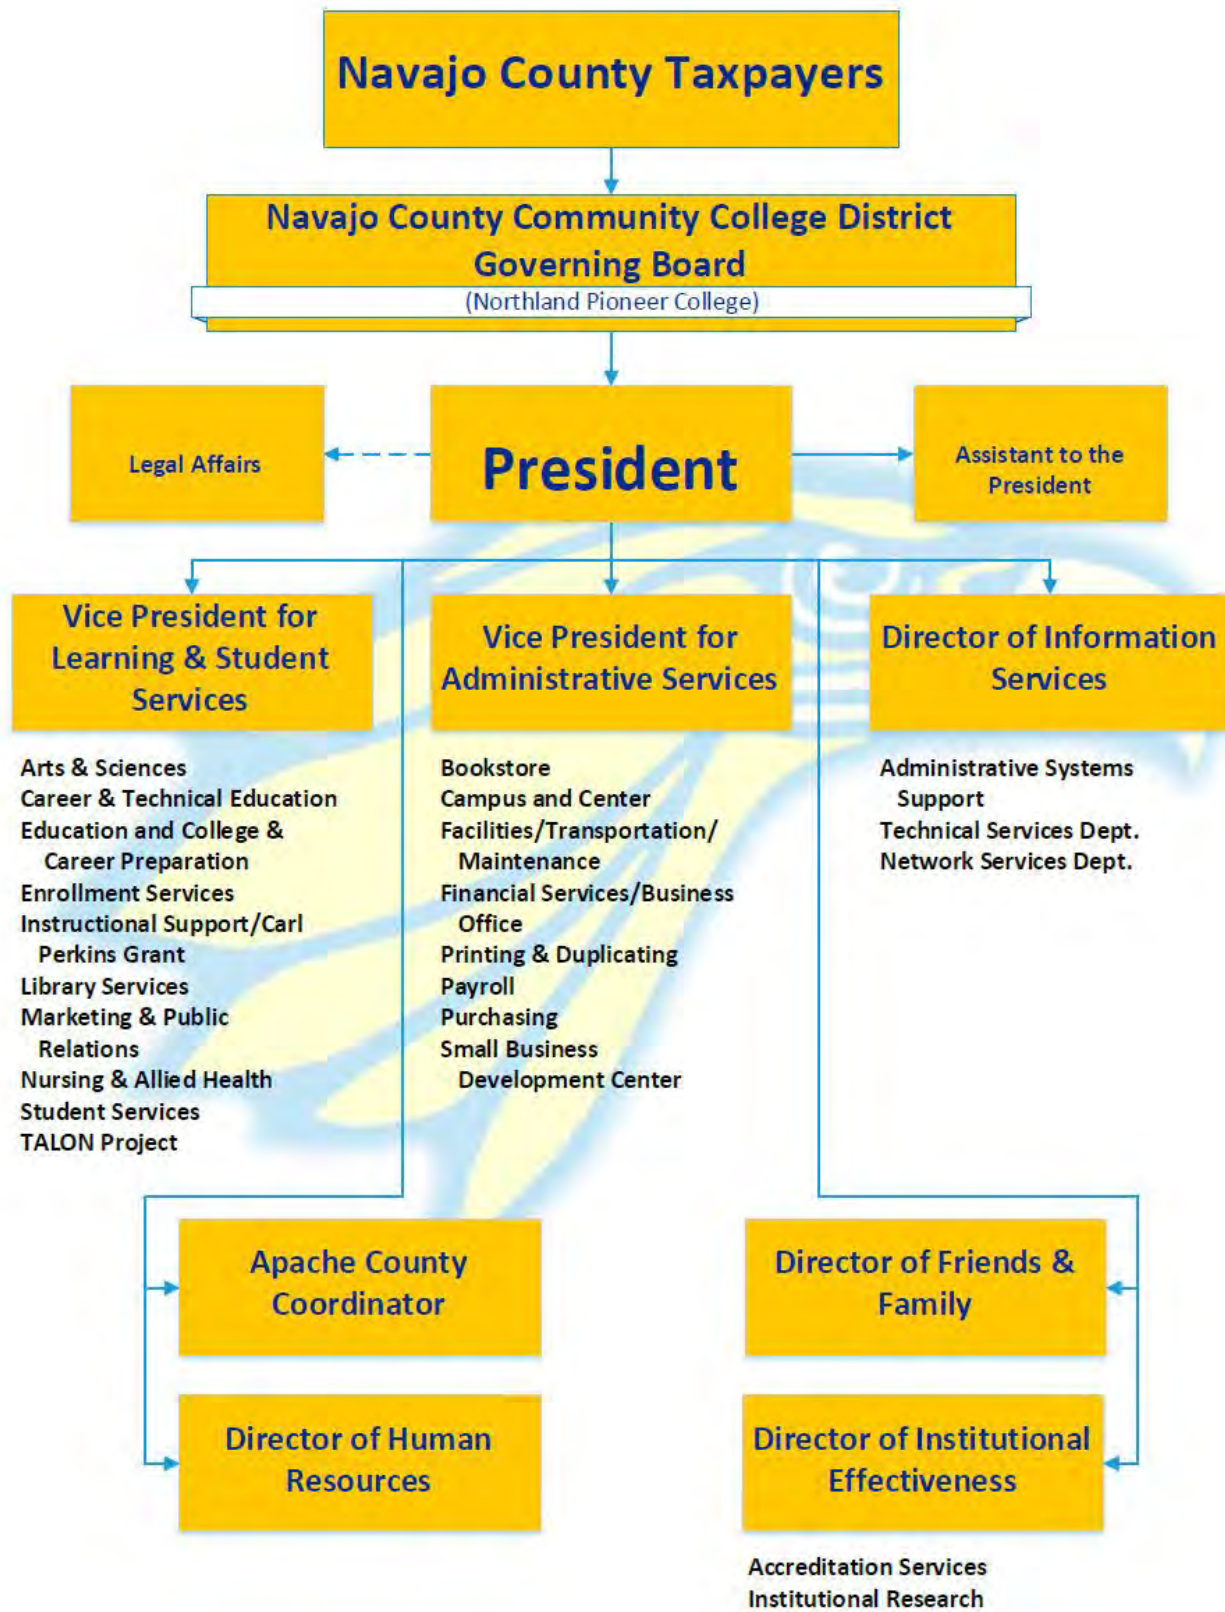 Navajo County Taxpayers
Navajo County Community College District
Governing Board
(Northland Pioneer College)
Legal Affairs
President
Assistant to the
President
Vice President for
Learning & Student
Services
Vice President for
Administrative Services
Director of Information
Services
Arts & Sciences
Career & Technical Education
Education and College &
Career Preparation
Enrollment Services
Instructional Support/Carl
Perkins Grant
Library Services
Marketing & Public
Relations
Nursing & Allied Health
Student Services
TALON Project
Bookstore
Campus and Center
Facilities/Transportation/
Maintenance
Financial Services/Business
Office
Printing & Duplicating
Payroll
Purchasing
Small Business
Development Center
Administrative Systems
Support
Technical Services Dept.
Network Services Dept.
Apache County
Coordinator
Director of Human
Resources
Director of Friends &
Family
Director of Institutional
Effectiveness
Accreditation Services
Institutional Research